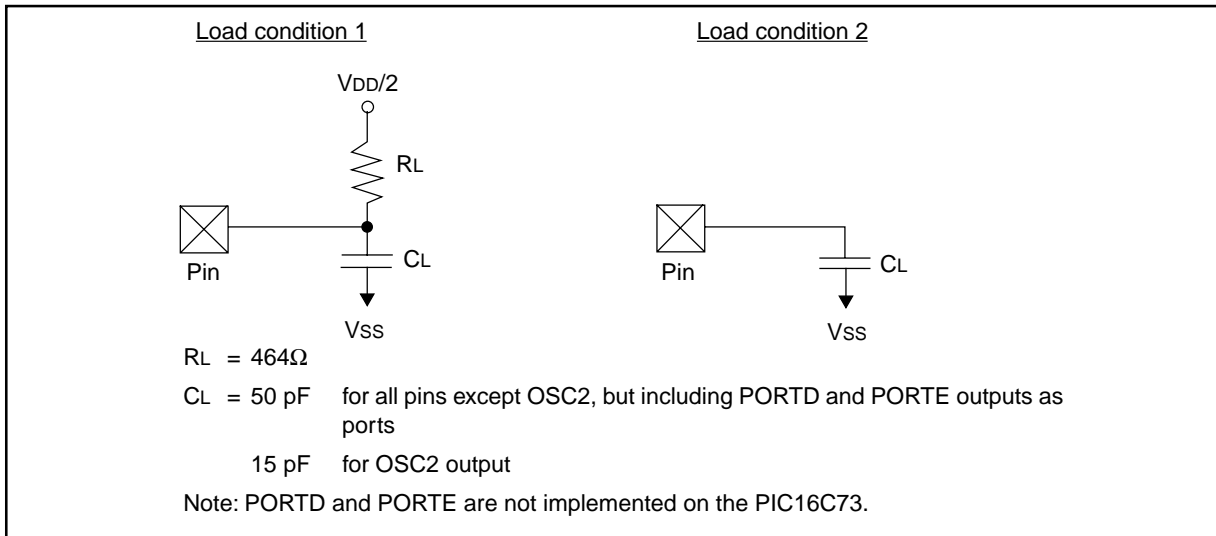 Load condition 1
Load condition 2
VDD/2
RL
CL
Pin
VSS
CL
Pin
VSS
RL = 464Ω
CL = 50 pF for all pins except OSC2, but including PORTD and PORTE outputs as
ports
15 pF for OSC2 output
Note: PORTD and PORTE are not implemented on the PIC16C73.